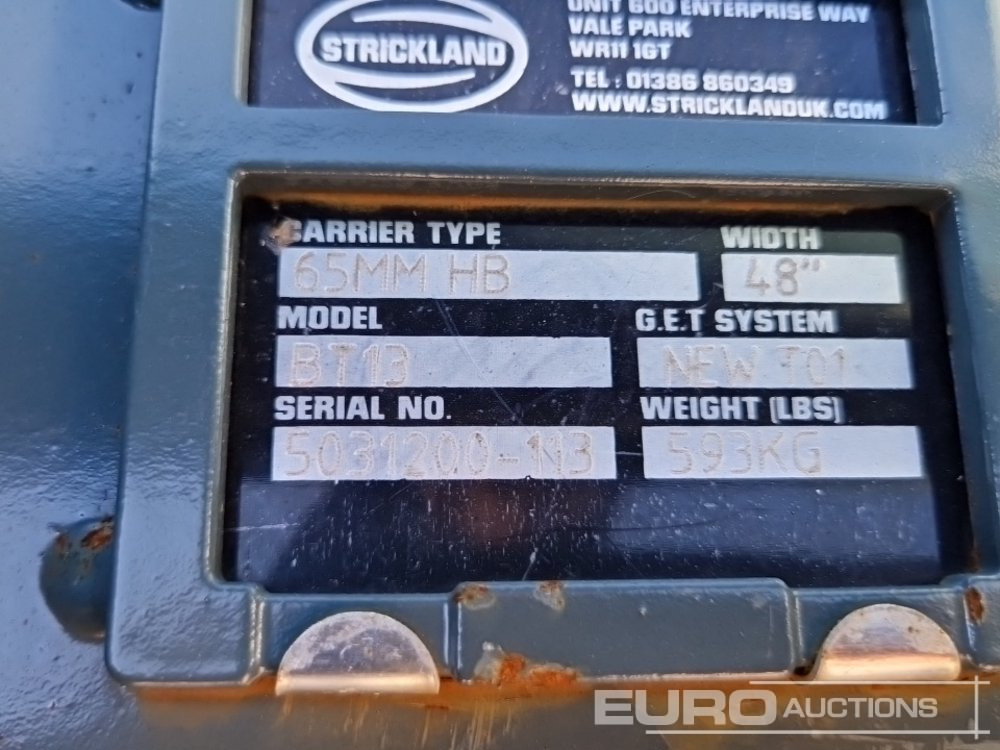 STRICKLAND
UNIT 600 ENTERPRISE WAY
VALE PARK
WR11 1GT
TEL : 01386 860349
WWW.STRICKLANDUK.COM
CARRIER TYPE WIDTH
65MM HB 48"
MODEL G.E.T SYSTEM
BT13 NEW T01
SERIAL NO. WEIGHT (LBS)
5031200-113 593KG
EURO AUCTIONS